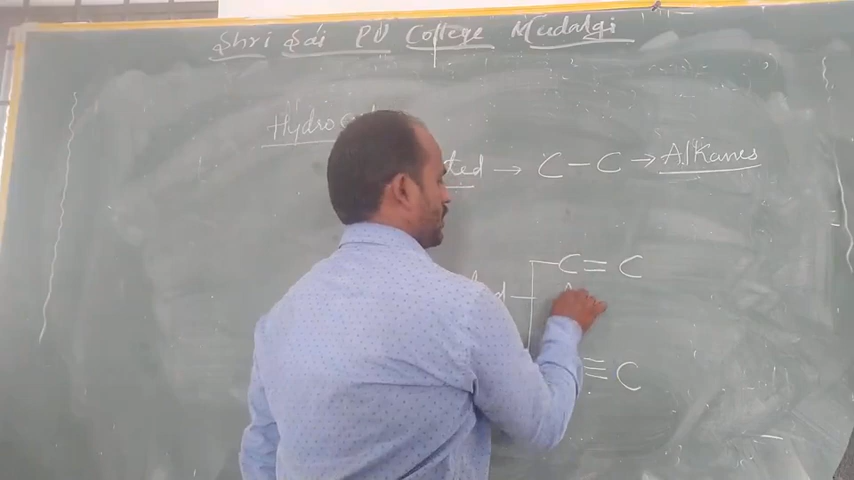 Shri Sai PU College Mudalgi
Hydroc
ted → C – C → Alkanes
C = C
≡ C